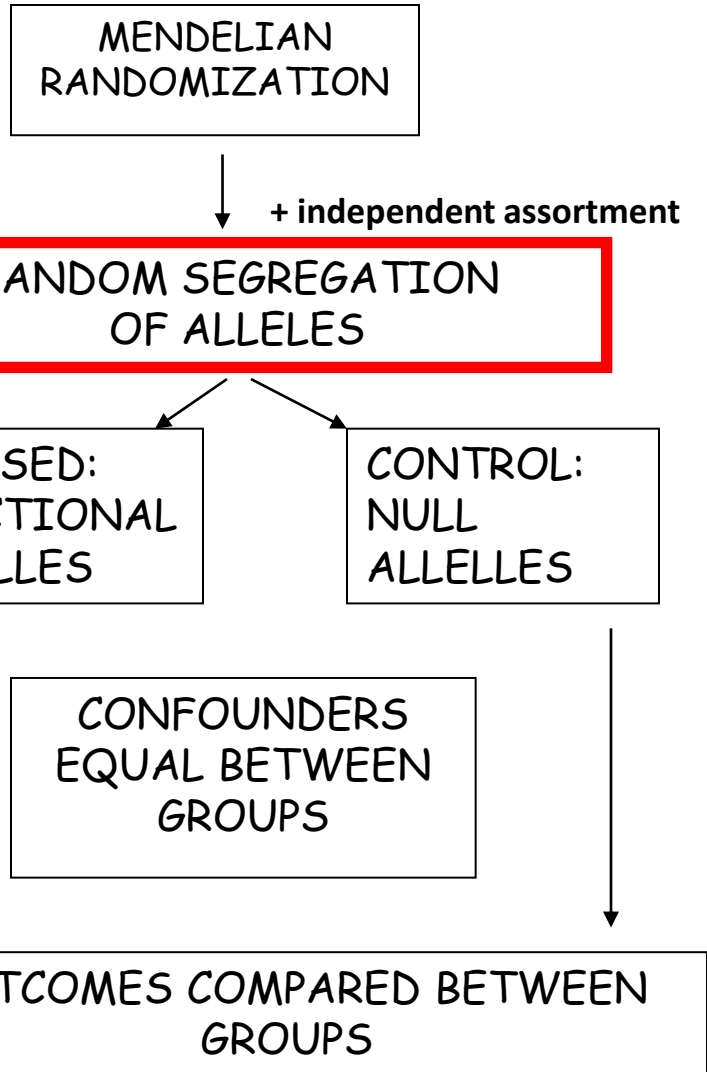 MENDELIAN
RANDOMIZATION
+ independent assortment
ANDOM SEGREGATION
OF ALLELES
SED:
CTIONAL
LLES
CONTROL:
NULL
ALLELLES
CONFOUNDERS
EQUAL BETWEEN
GROUPS
TCOMES COMPARED BETWEEN
GROUPS